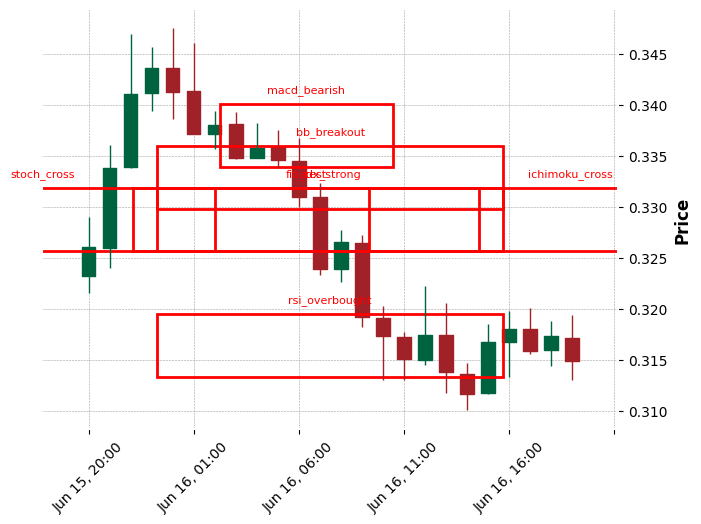 macd_bearish
bb_breakout
stoch_cross
strong
ichimoku_cross
rsi_overbought
0.345
0.340
0.335
0.330
0.325
0.320
0.315
0.310
Price
Jun 15, 20:00
Jun 16, 01:00
Jun 16, 06:00
Jun 16, 11:00
Jun 16, 16:00